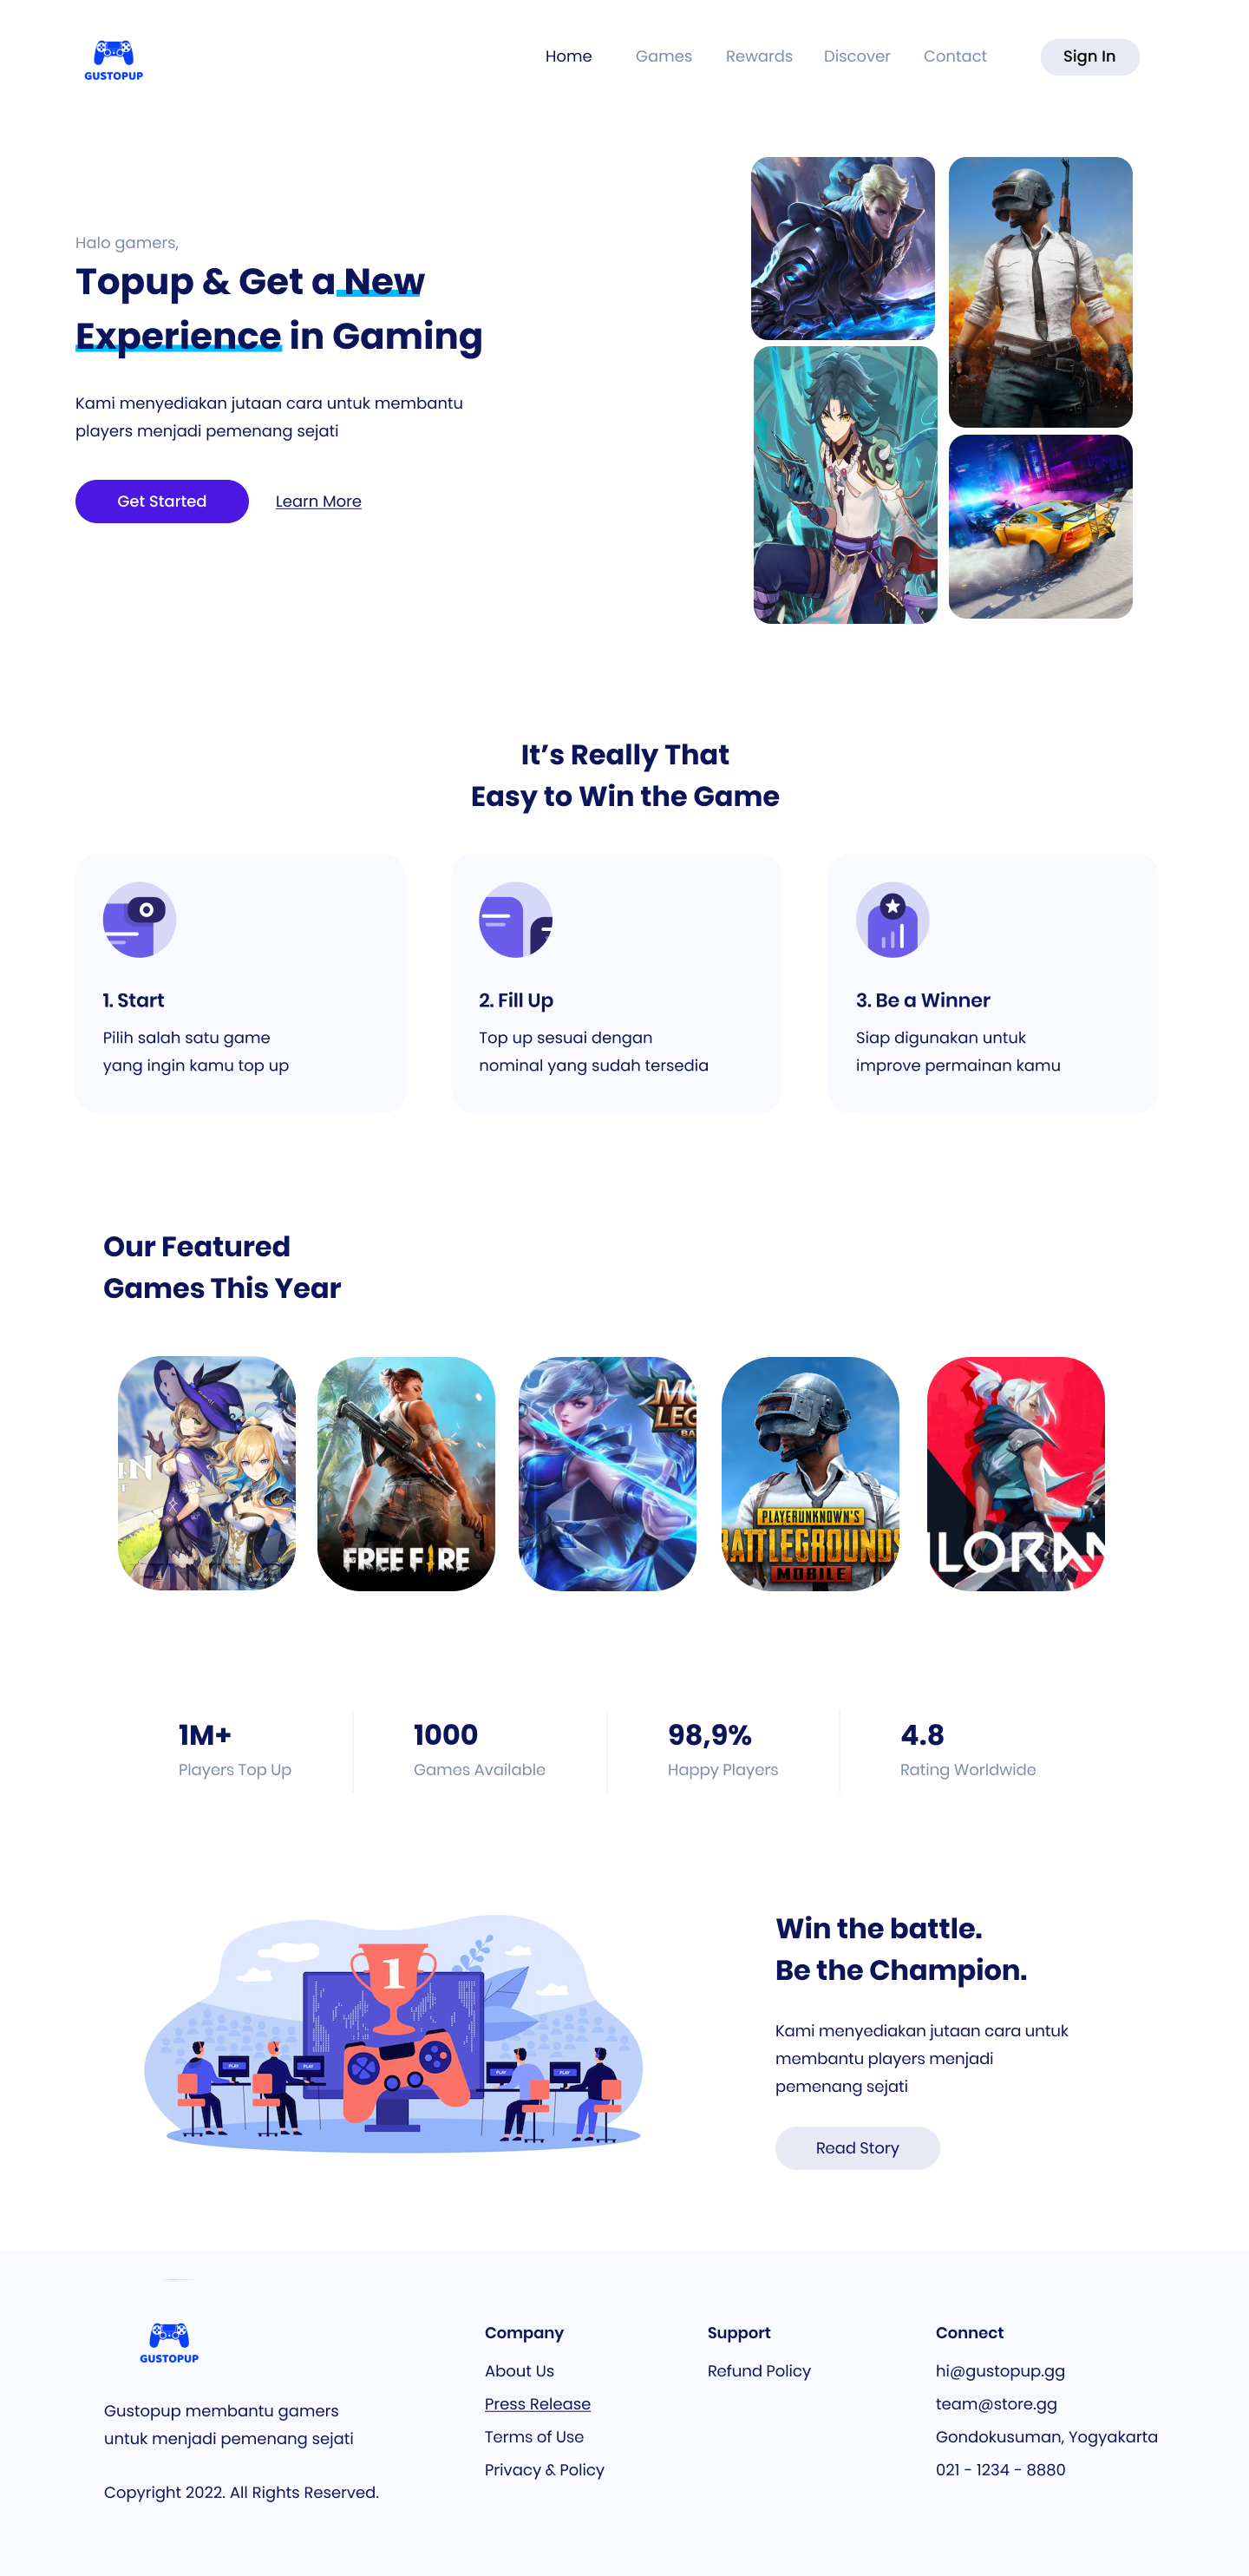 GUSTOPUP
Home
Games
Rewards
Discover
Contact
Sign In
Halo gamers,
Topup & Get a New
Experience in Gaming
Kami menyediakan jutaan cara untuk membantu
players menjadi pemenang sejati
Get Started
Learn More
It’s Really That
Easy to Win the Game
1. Start
Pilih salah satu game
yang ingin kamu top up
2. Fill Up
Top up sesuai dengan
nominal yang sudah tersedia
3. Be a Winner
Siap digunakan untuk
improve permainan kamu
Our Featured
Games This Year
IN
FREE FIRE
MO
LEG
BA
PLAYERUNKNOWN'S
BATTLEGROUNDS
MOBILE
LORAN
1M+
Players Top Up
1000
Games Available
98,9%
Happy Players
4.8
Rating Worldwide
1
PLAY
PLAY
PLAY
PLAY
Win the battle.
Be the Champion.
Kami menyediakan jutaan cara untuk
membantu players menjadi
pemenang sejati
Read Story
GUSTOPUP
Gustopup membantu gamers
untuk menjadi pemenang sejati
Copyright 2022. All Rights Reserved.
Company
About Us
Press Release
Terms of Use
Privacy & Policy
Support
Refund Policy
Connect
hi@gustopup.gg
team@store.gg
Gondokusuman, Yogyakarta
021 - 1234 - 8880